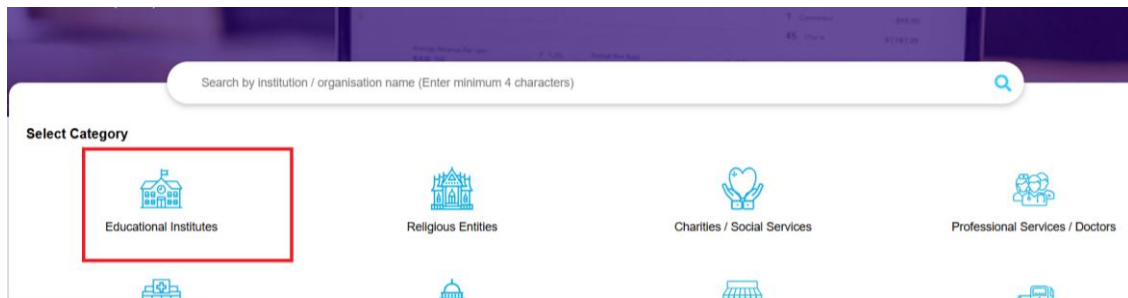 Search by institution / organisation name (Enter minimum 4 characters)
Select Category
Educational Institutes
Religious Entities
Charities / Social Services
Professional Services / Doctors